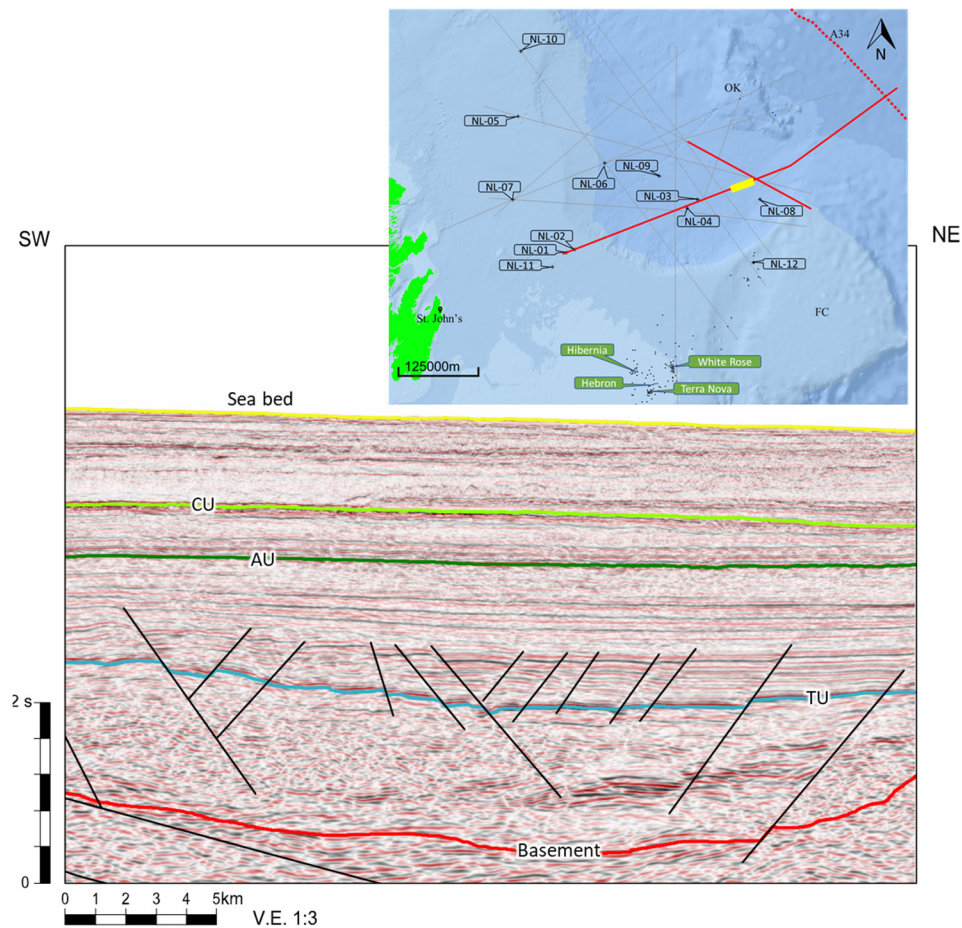 A34
N
NL-10
OK
NL-05
NL-09
NL-06
NL-07
NL-03
NL-04
NL-08
NL-02
NL-01
NL-11
NL-12
FC
St. John's
Hibernia
White Rose
125000m
Hebron
Terra Nova
SW
NE
Sea bed
CU
AU
TU
2 s
Basement
0
0 1 2 3 4 5km
V.E. 1:3